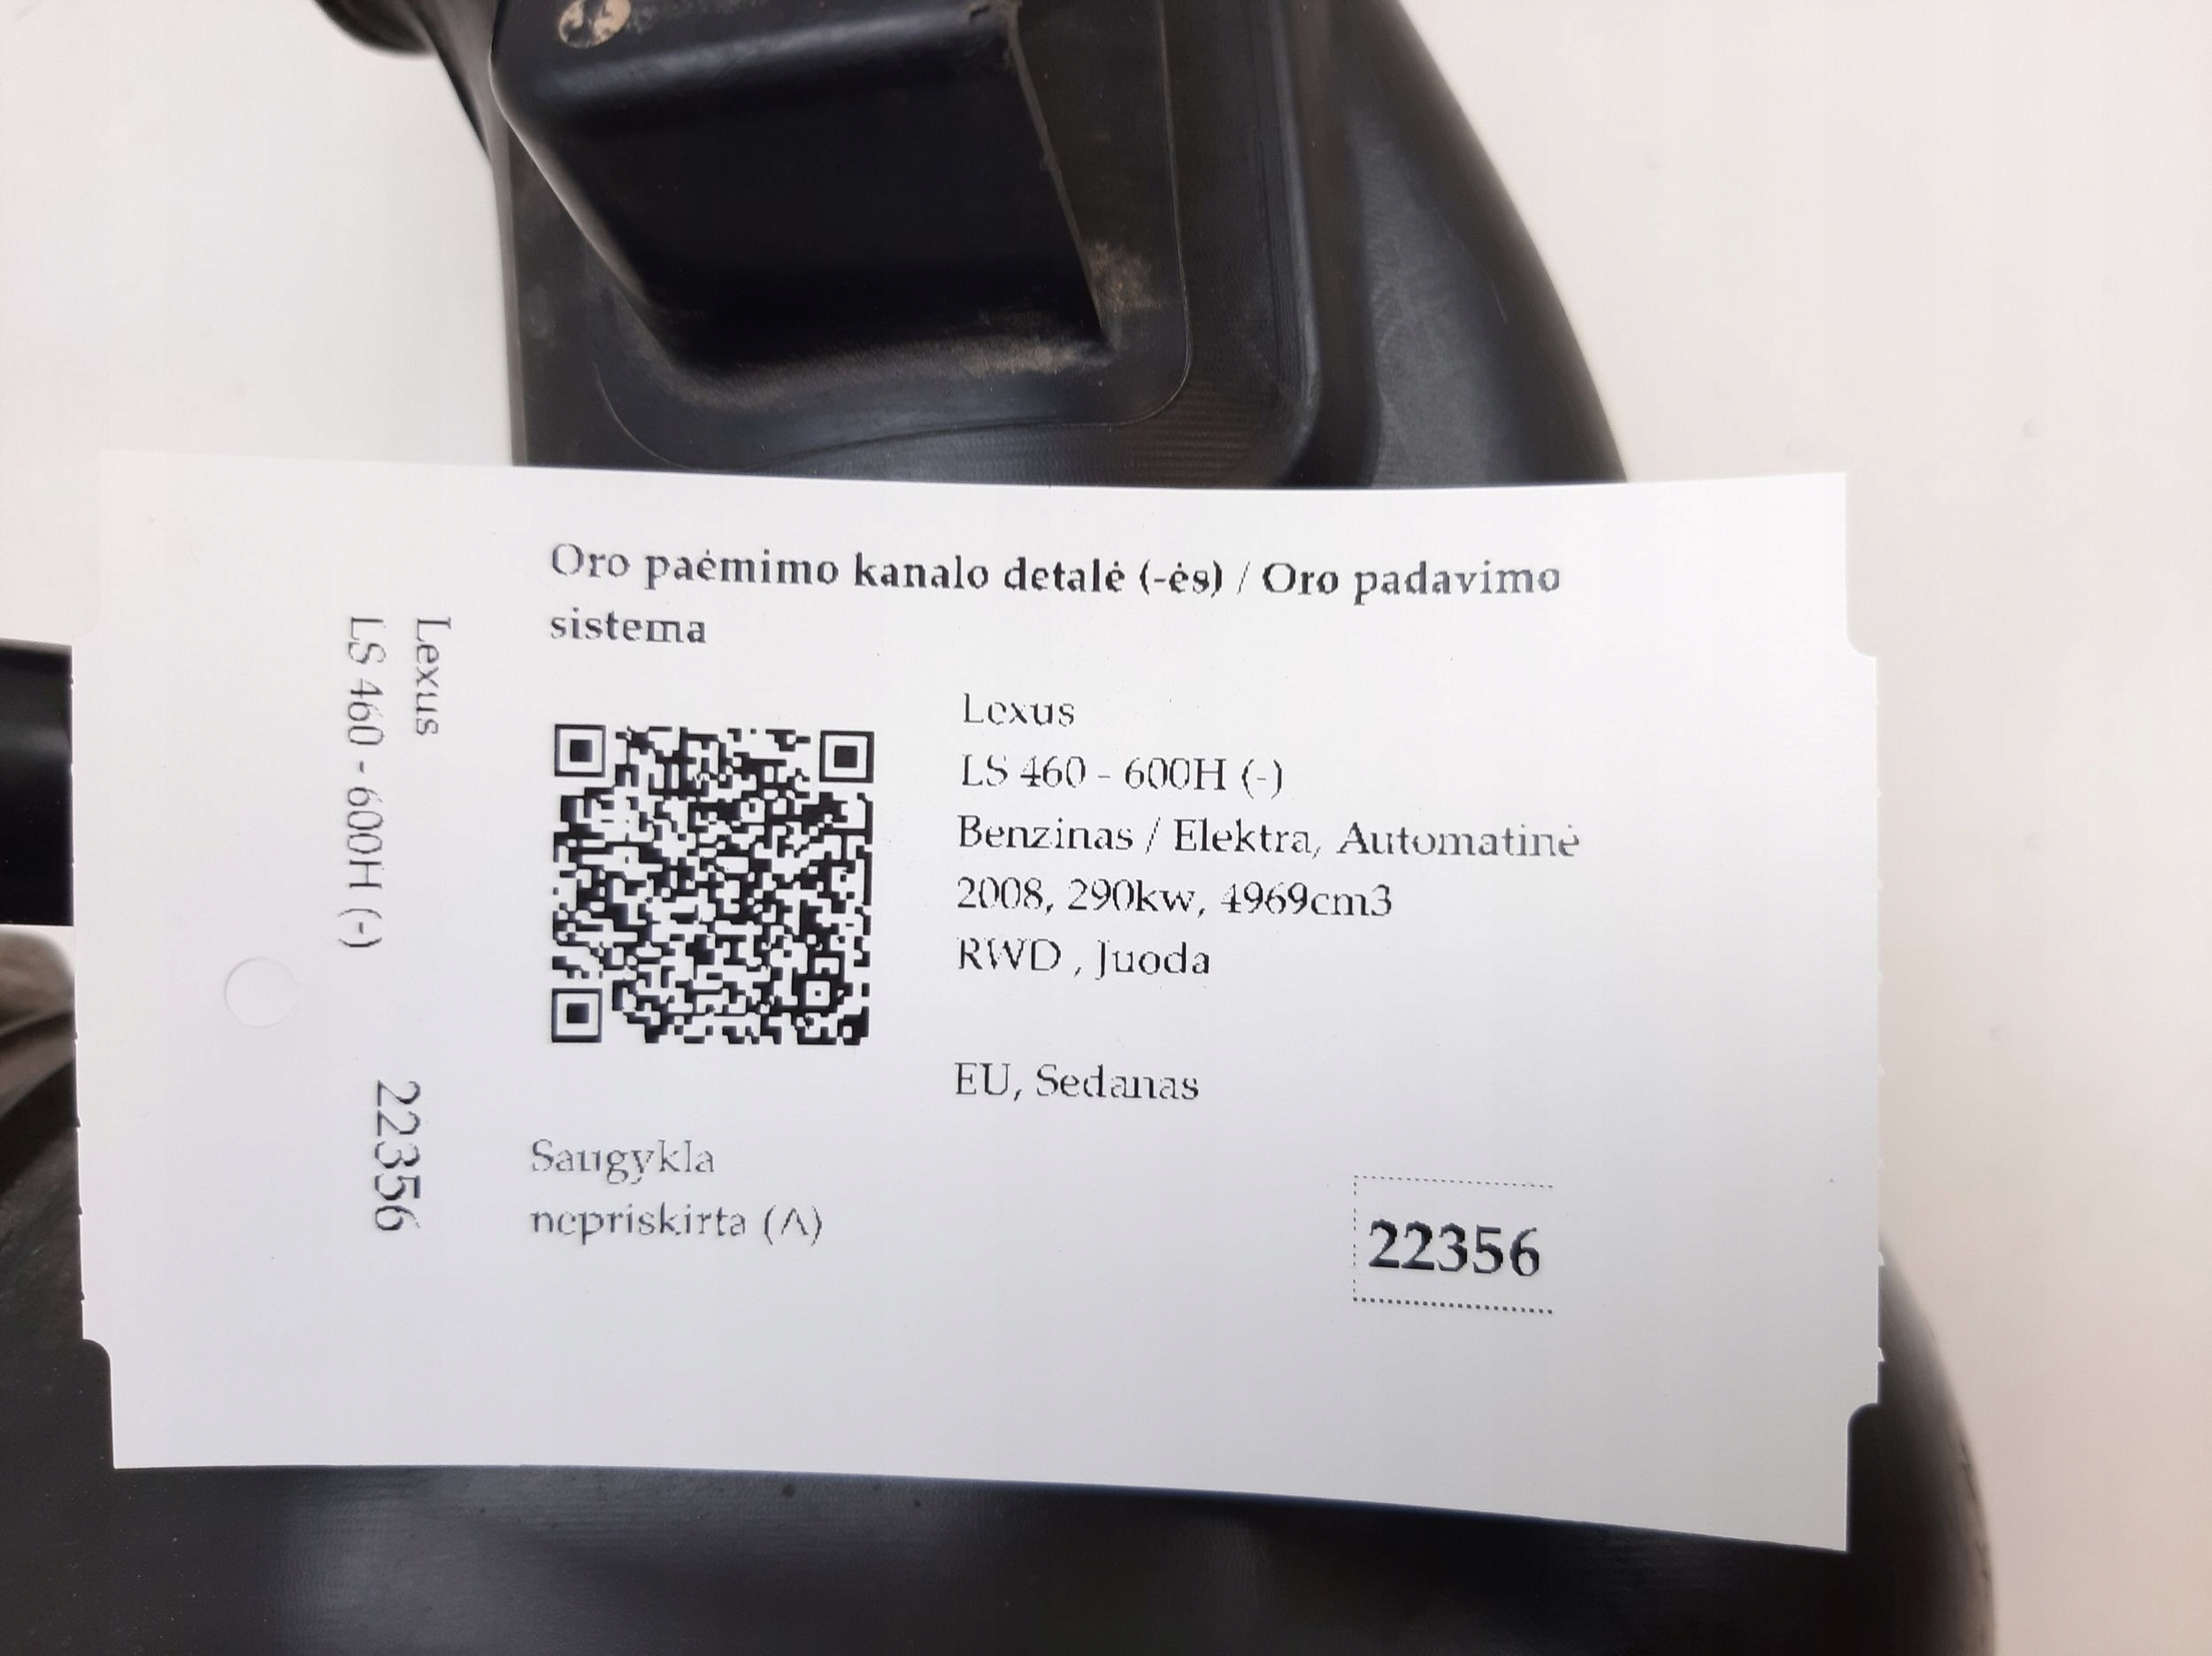 Oro paėmimo kanalo detalė (-ės) / Oro padavimo
sistema
Lexus
LS 460 - 600H (-)
22356
Lexus
LS 460 - 600H (-)
Benzinas / Elektra, Automatinė
2008, 290kw, 4969cm3
RWD , Juoda
EU, Sedanas
Saugykla
nepriskirta (A)
22356